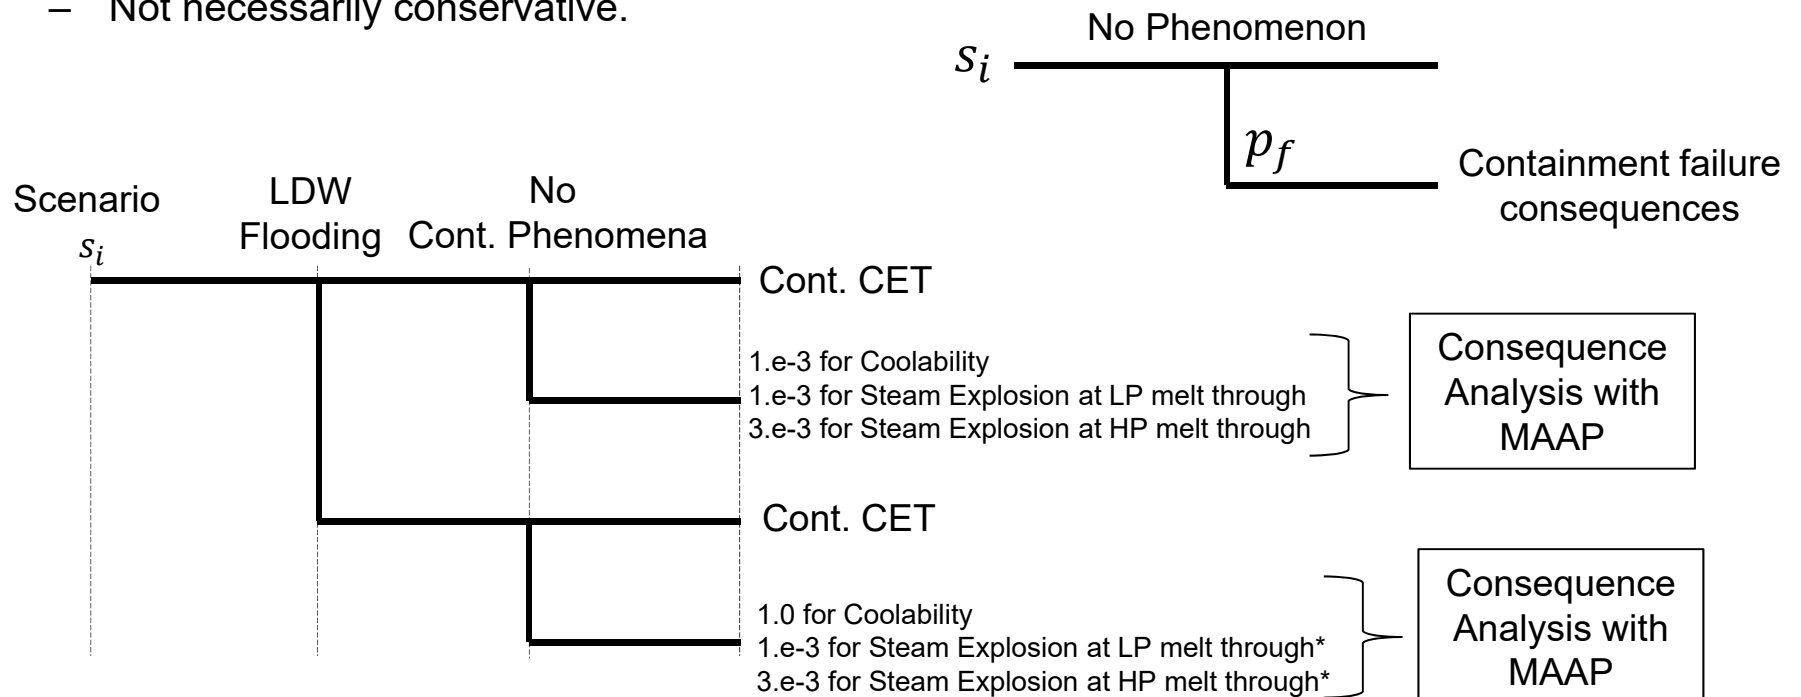 – Not necessarily conservative.
No Phenomenon
s_i
p_f
Containment failure
consequences
Scenario
s_i
LDW
Flooding
No
Cont. Phenomena
Cont. CET
1.e-3 for Coolability
1.e-3 for Steam Explosion at LP melt through
3.e-3 for Steam Explosion at HP melt through
Consequence
Analysis with
MAAP
Cont. CET
1.0 for Coolability
1.e-3 for Steam Explosion at LP melt through*
3.e-3 for Steam Explosion at HP melt through*
Consequence
Analysis with
MAAP